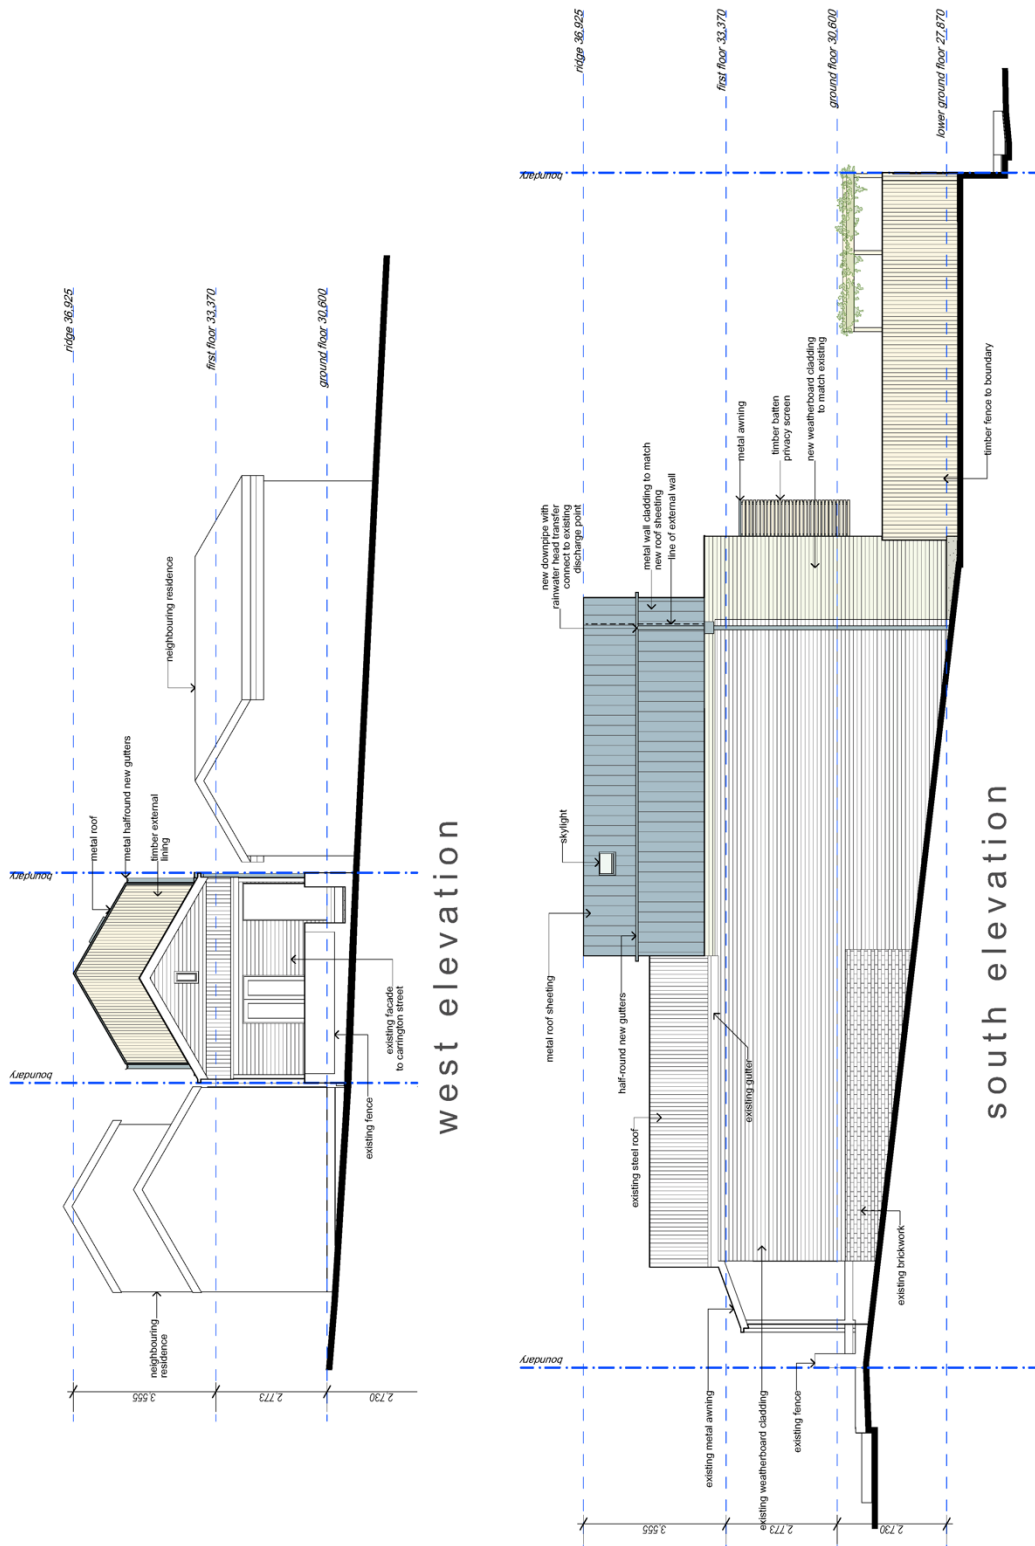 ridge 36,925
first floor 33,370
ground floor 30,600
neighbouring residence
metal roof
metal halfround new gutters
timber external
lining
boundary
boundary
existing facade
to carrington street
existing fence
neighbouring
residence
3.555
2.773
2.730
west elevation
ridge 36,925
first floor 33,370
ground floor 30,600
lower ground floor 27,870
boundary
metal awning
timber batten
privacy screen
new weatherboard cladding
to match existing
timber fence to boundary
new downpipe with
rainwater head transfer
connect to existing
discharge point
metal wall cladding to match
new roof sheeting
line of external wall
skylight
metal roof sheeting
half-round new gutters
existing steel roof
existing gutter
existing brickwork
boundary
existing metal awning
existing weatherboard cladding
existing fence
3.555
2.773
2.730
south elevation